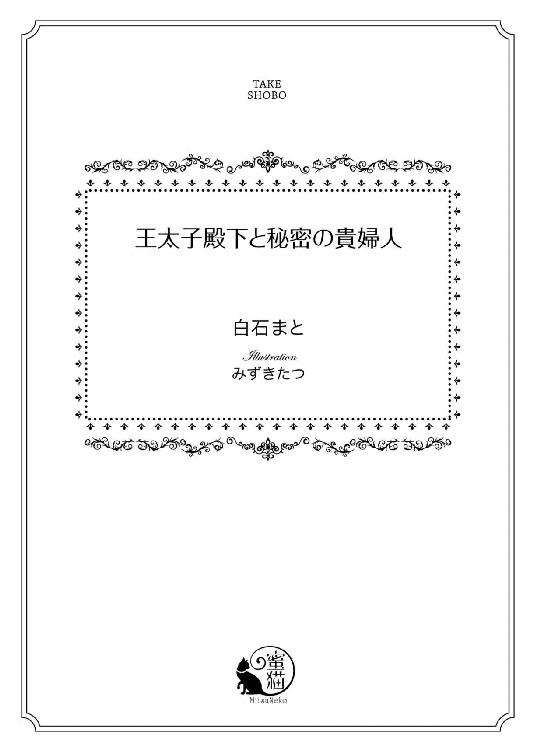 TAKE
SHOBO
王太子殿下と秘密の貴婦人
白石まと
Illustration
みずきたつ
蜜猫
MitsuNeko